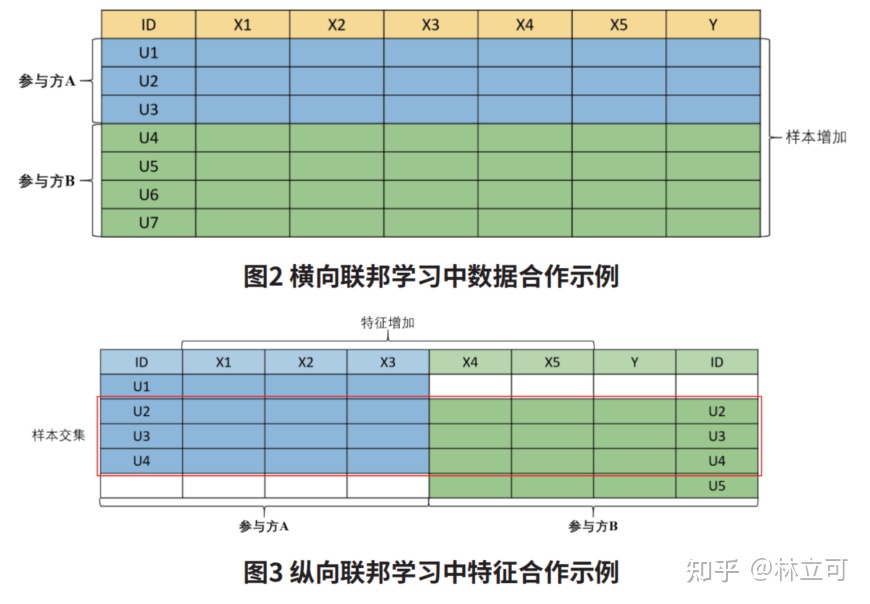 ID X1 X2 X3 X4 X5 Y
U1
参与方A U2
U3
U4 样本增加
U5
参与方B
U6
U7
图2 横向联邦学习中数据合作示例
特征增加
ID X1 X2 X3 X4 X5 Y ID
U1
U2 U2
样本交集 U3 U3
U4 U4
U5
参与方A 参与方B
图3 纵向联邦学习中特征合作示例
知乎 @林立可